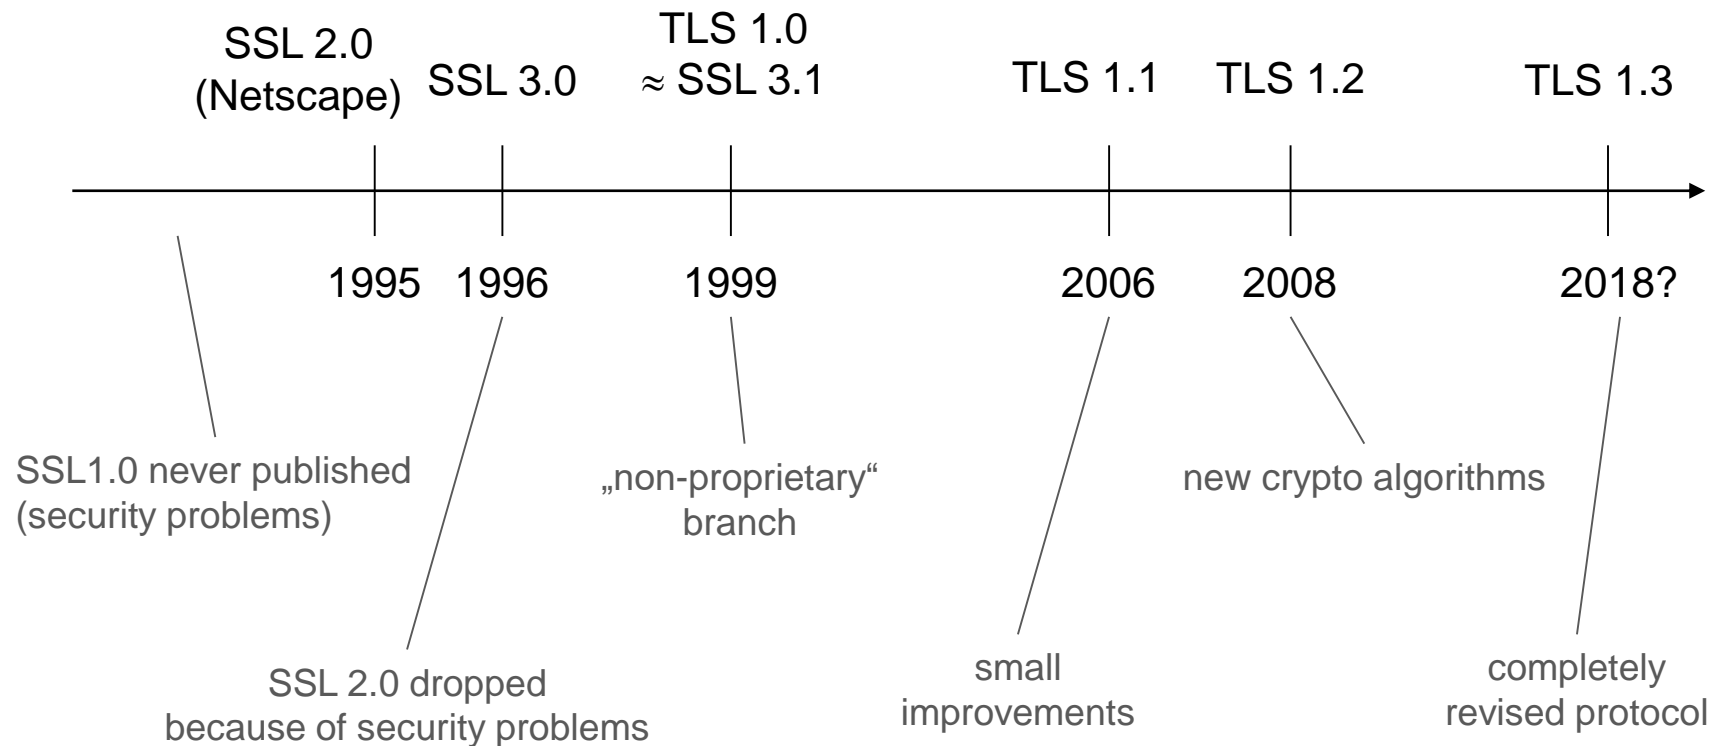 SSL 2.0
(Netscape)
SSL 3.0
TLS 1.0
≈ SSL 3.1
TLS 1.1
TLS 1.2
TLS 1.3
1995
1996
1999
2006
2008
2018?
SSL1.0 never published
(security problems)
„non-proprietary“
branch
new crypto algorithms
SSL 2.0 dropped
because of security problems
small
improvements
completely
revised protocol